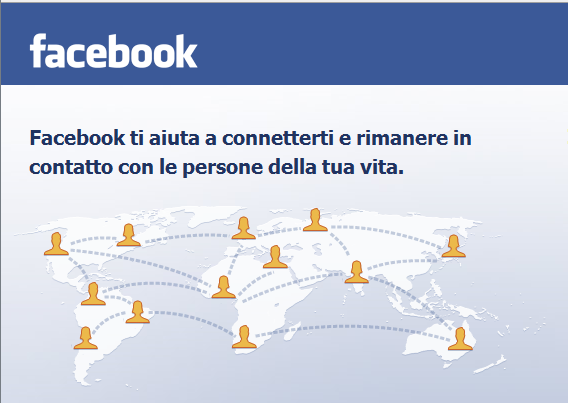 facebook
Facebook ti aiuta a connetterti e rimanere in
contatto con le persone della tua vita.